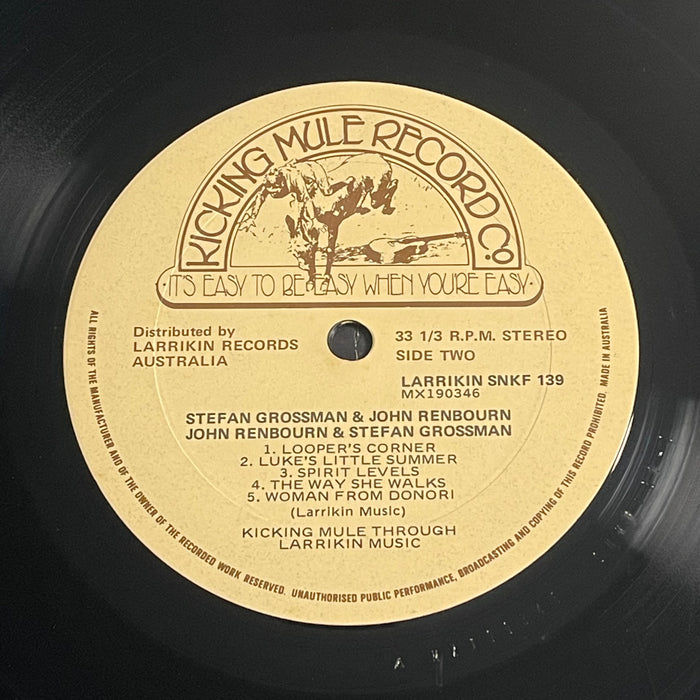 KICKING MULE RECORD CO.
·IT'S EASY TO BE EASY WHEN YOU'RE EASY·
Distributed by
LARRIKIN RECORDS
AUSTRALIA
33 1/3 R.P.M. STEREO
SIDE TWO
LARRIKIN SNKF 139
MX190346
STEFAN GROSSMAN & JOHN RENBOURN
JOHN RENBOURN & STEFAN GROSSMAN
1. LOOPER'S CORNER
2. LUKE'S LITTLE SUMMER
3. SPIRIT LEVELS
4. THE WAY SHE WALKS
5. WOMAN FROM DONORI
(Larrikin Music)
KICKING MULE THROUGH
LARRIKIN MUSIC
ALL RIGHTS OF THE MANUFACTURER AND OF THE OWNER OF THE RECORDED WORK RESERVED. UNAUTHORISED PUBLIC PERFORMANCE, BROADCASTING AND COPYING OF THIS RECORD PROHIBITED. MADE IN AUSTRALIA